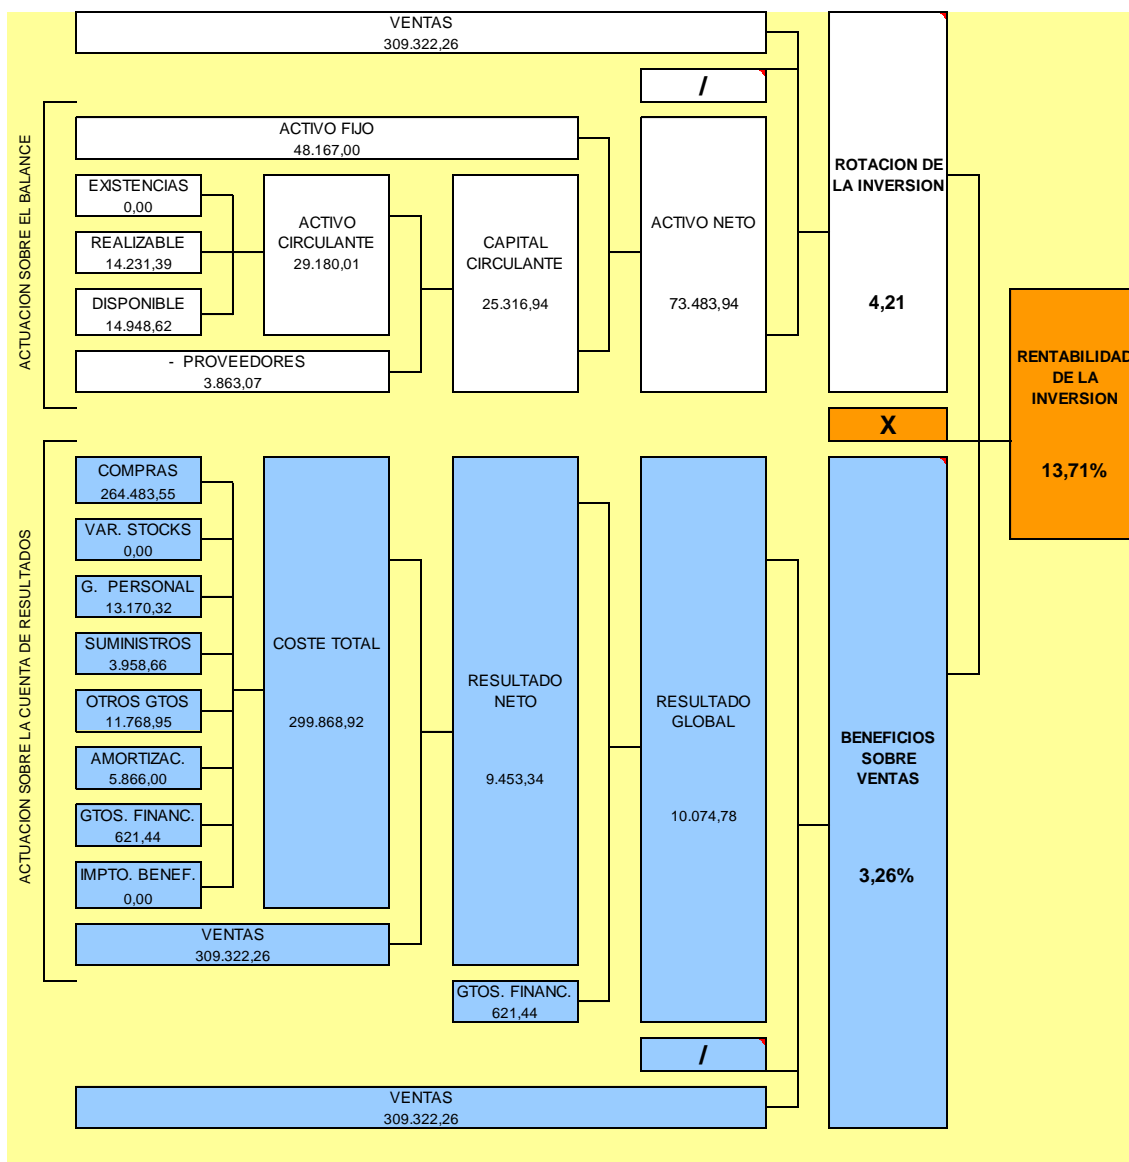 VENTAS
309.322,26
/
ACTUACION SOBRE EL BALANCE
ACTIVO FIJO
48.167,00
EXISTENCIAS
0,00
REALIZABLE
14.231,39
DISPONIBLE
14.948,62
- PROVEEDORES
3.863,07
ACTIVO
CIRCULANTE
29.180,01
CAPITAL
CIRCULANTE
25.316,94
ACTIVO NETO
73.483,94
ROTACION DE
LA INVERSION
4,21
X
RENTABILIDAD
DE LA
INVERSION
13,71%
ACTUACION SOBRE LA CUENTA DE RESULTADOS
COMPRAS
264.483,55
VAR. STOCKS
0,00
G. PERSONAL
13.170,32
SUMINISTROS
3.958,66
OTROS GTOS
11.768,95
AMORTIZAC.
5.866,00
GTOS. FINANC.
621,44
IMPTO. BENEF.
0,00
VENTAS
309.322,26
COSTE TOTAL
299.868,92
RESULTADO
NETO
9.453,34
GTOS. FINANC.
621,44
RESULTADO
GLOBAL
10.074,78
/
BENEFICIOS
SOBRE
VENTAS
3,26%
VENTAS
309.322,26